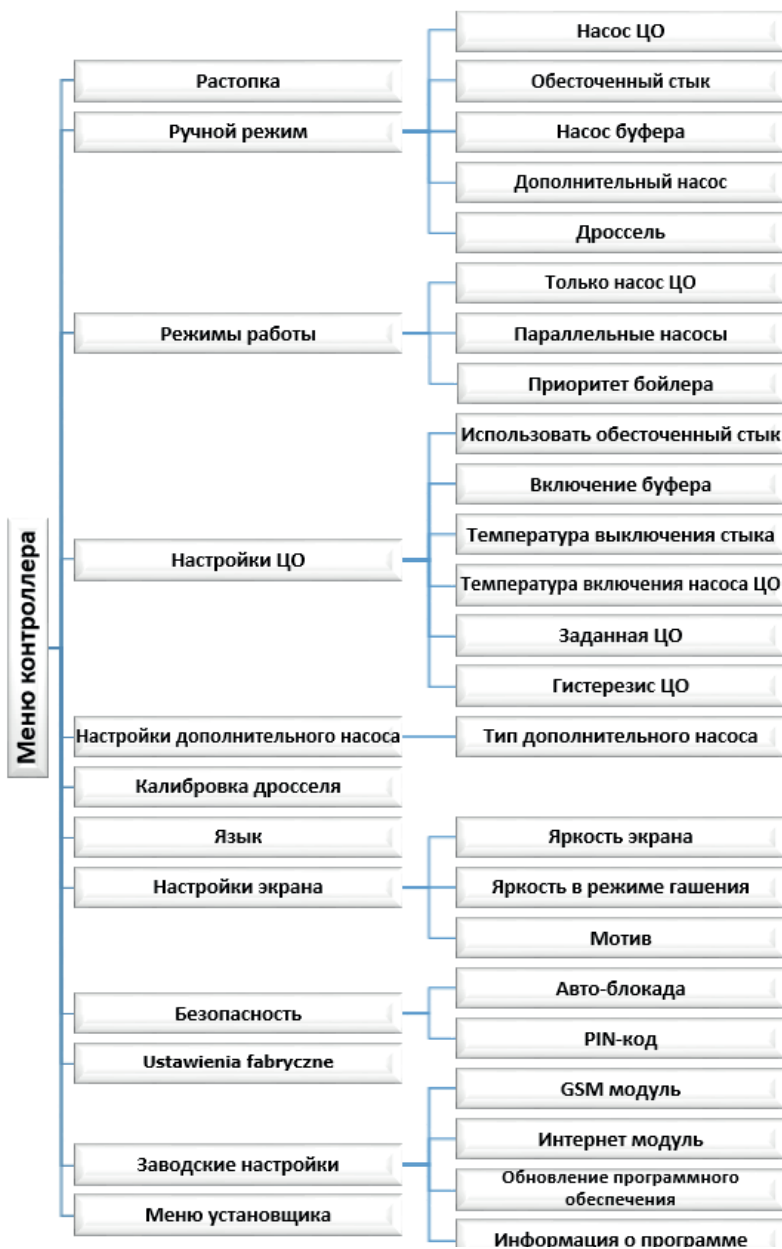 Меню контроллера
Растопка
Ручной режим
Насос ЦО
Обесточенный стык
Насос буфера
Дополнительный насос
Дроссель
Режимы работы
Только насос ЦО
Параллельные насосы
Приоритет бойлера
Настройки ЦО
Использовать обесточенный стык
Включение буфера
Температура выключения стыка
Температура включения насоса ЦО
Заданная ЦО
Гистерезис ЦО
Настройки дополнительного насоса
Тип дополнительного насоса
Калибровка дросселя
Язык
Настройки экрана
Яркость экрана
Яркость в режиме гашения
Мотив
Безопасность
Авто-блокада
PIN-код
Ustawienia fabryczne
Заводские настройки
GSM модуль
Интернет модуль
Обновление программного
обеспечения
Информация о программе
Меню установщика